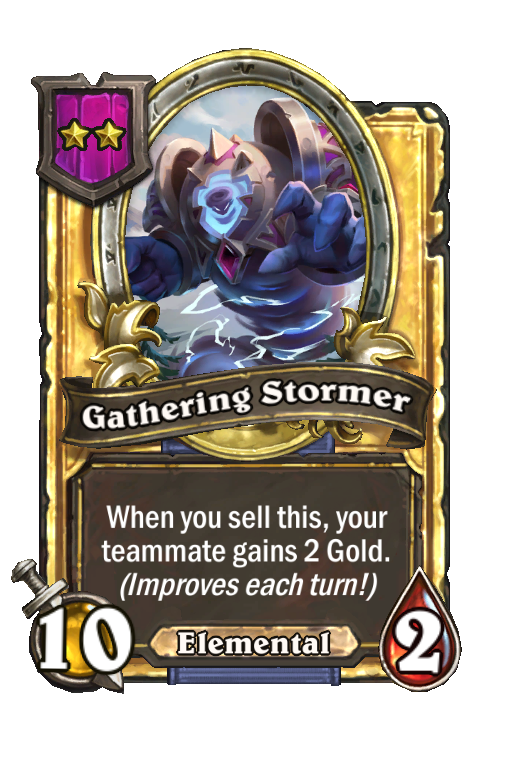 Gathering Stormer
When you sell this, your
teammate gains 2 Gold.
(Improves each turn!)
10
Elemental
2